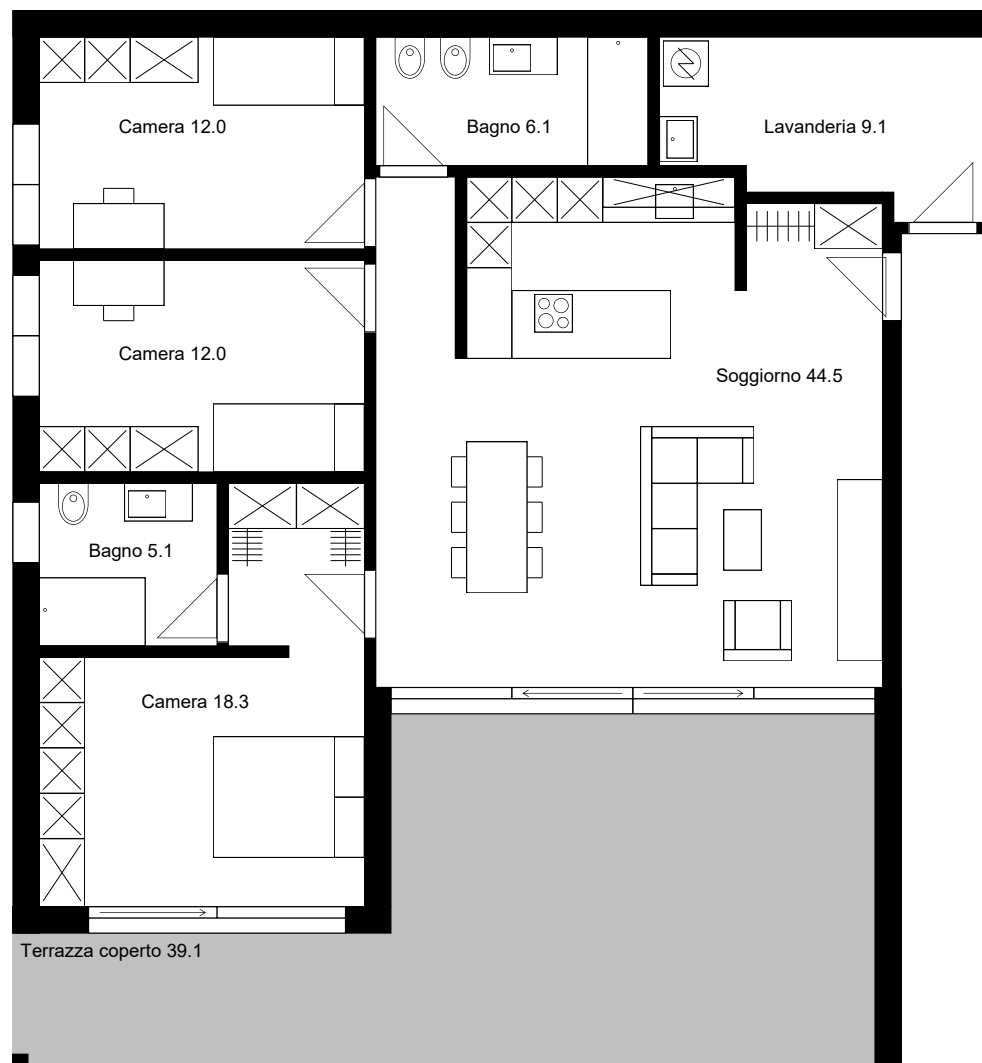 Camera 12.0
Bagno 6.1
Lavanderia 9.1
Camera 12.0
Soggiorno 44.5
Bagno 5.1
Camera 18.3
Terrazza coperto 39.1